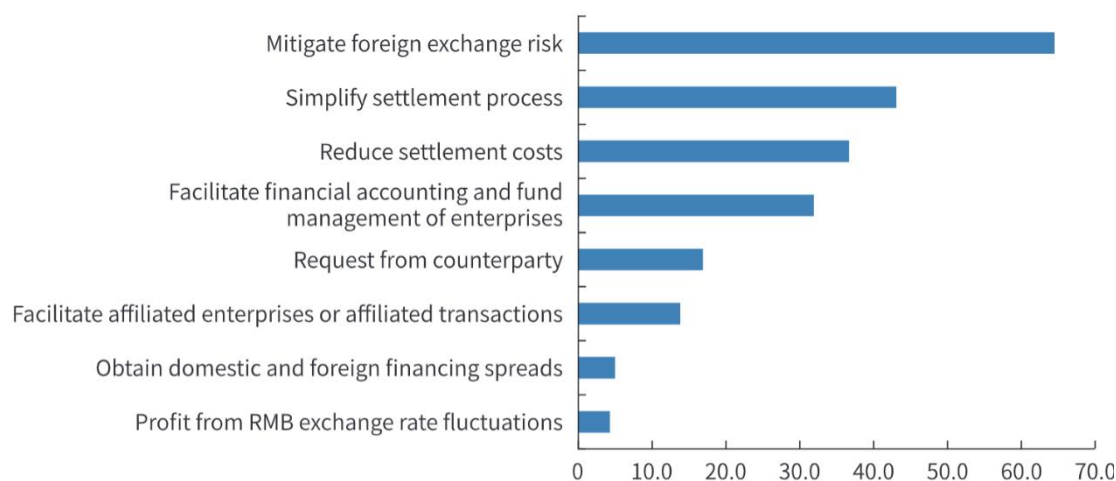 Mitigate foreign exchange risk
Simplify settlement process
Reduce settlement costs
Facilitate financial accounting and fund
management of enterprises
Request from counterparty
Facilitate affiliated enterprises or affiliated transactions
Obtain domestic and foreign financing spreads
Profit from RMB exchange rate fluctuations
0 10.0 20.0 30.0 40.0 50.0 60.0 70.0